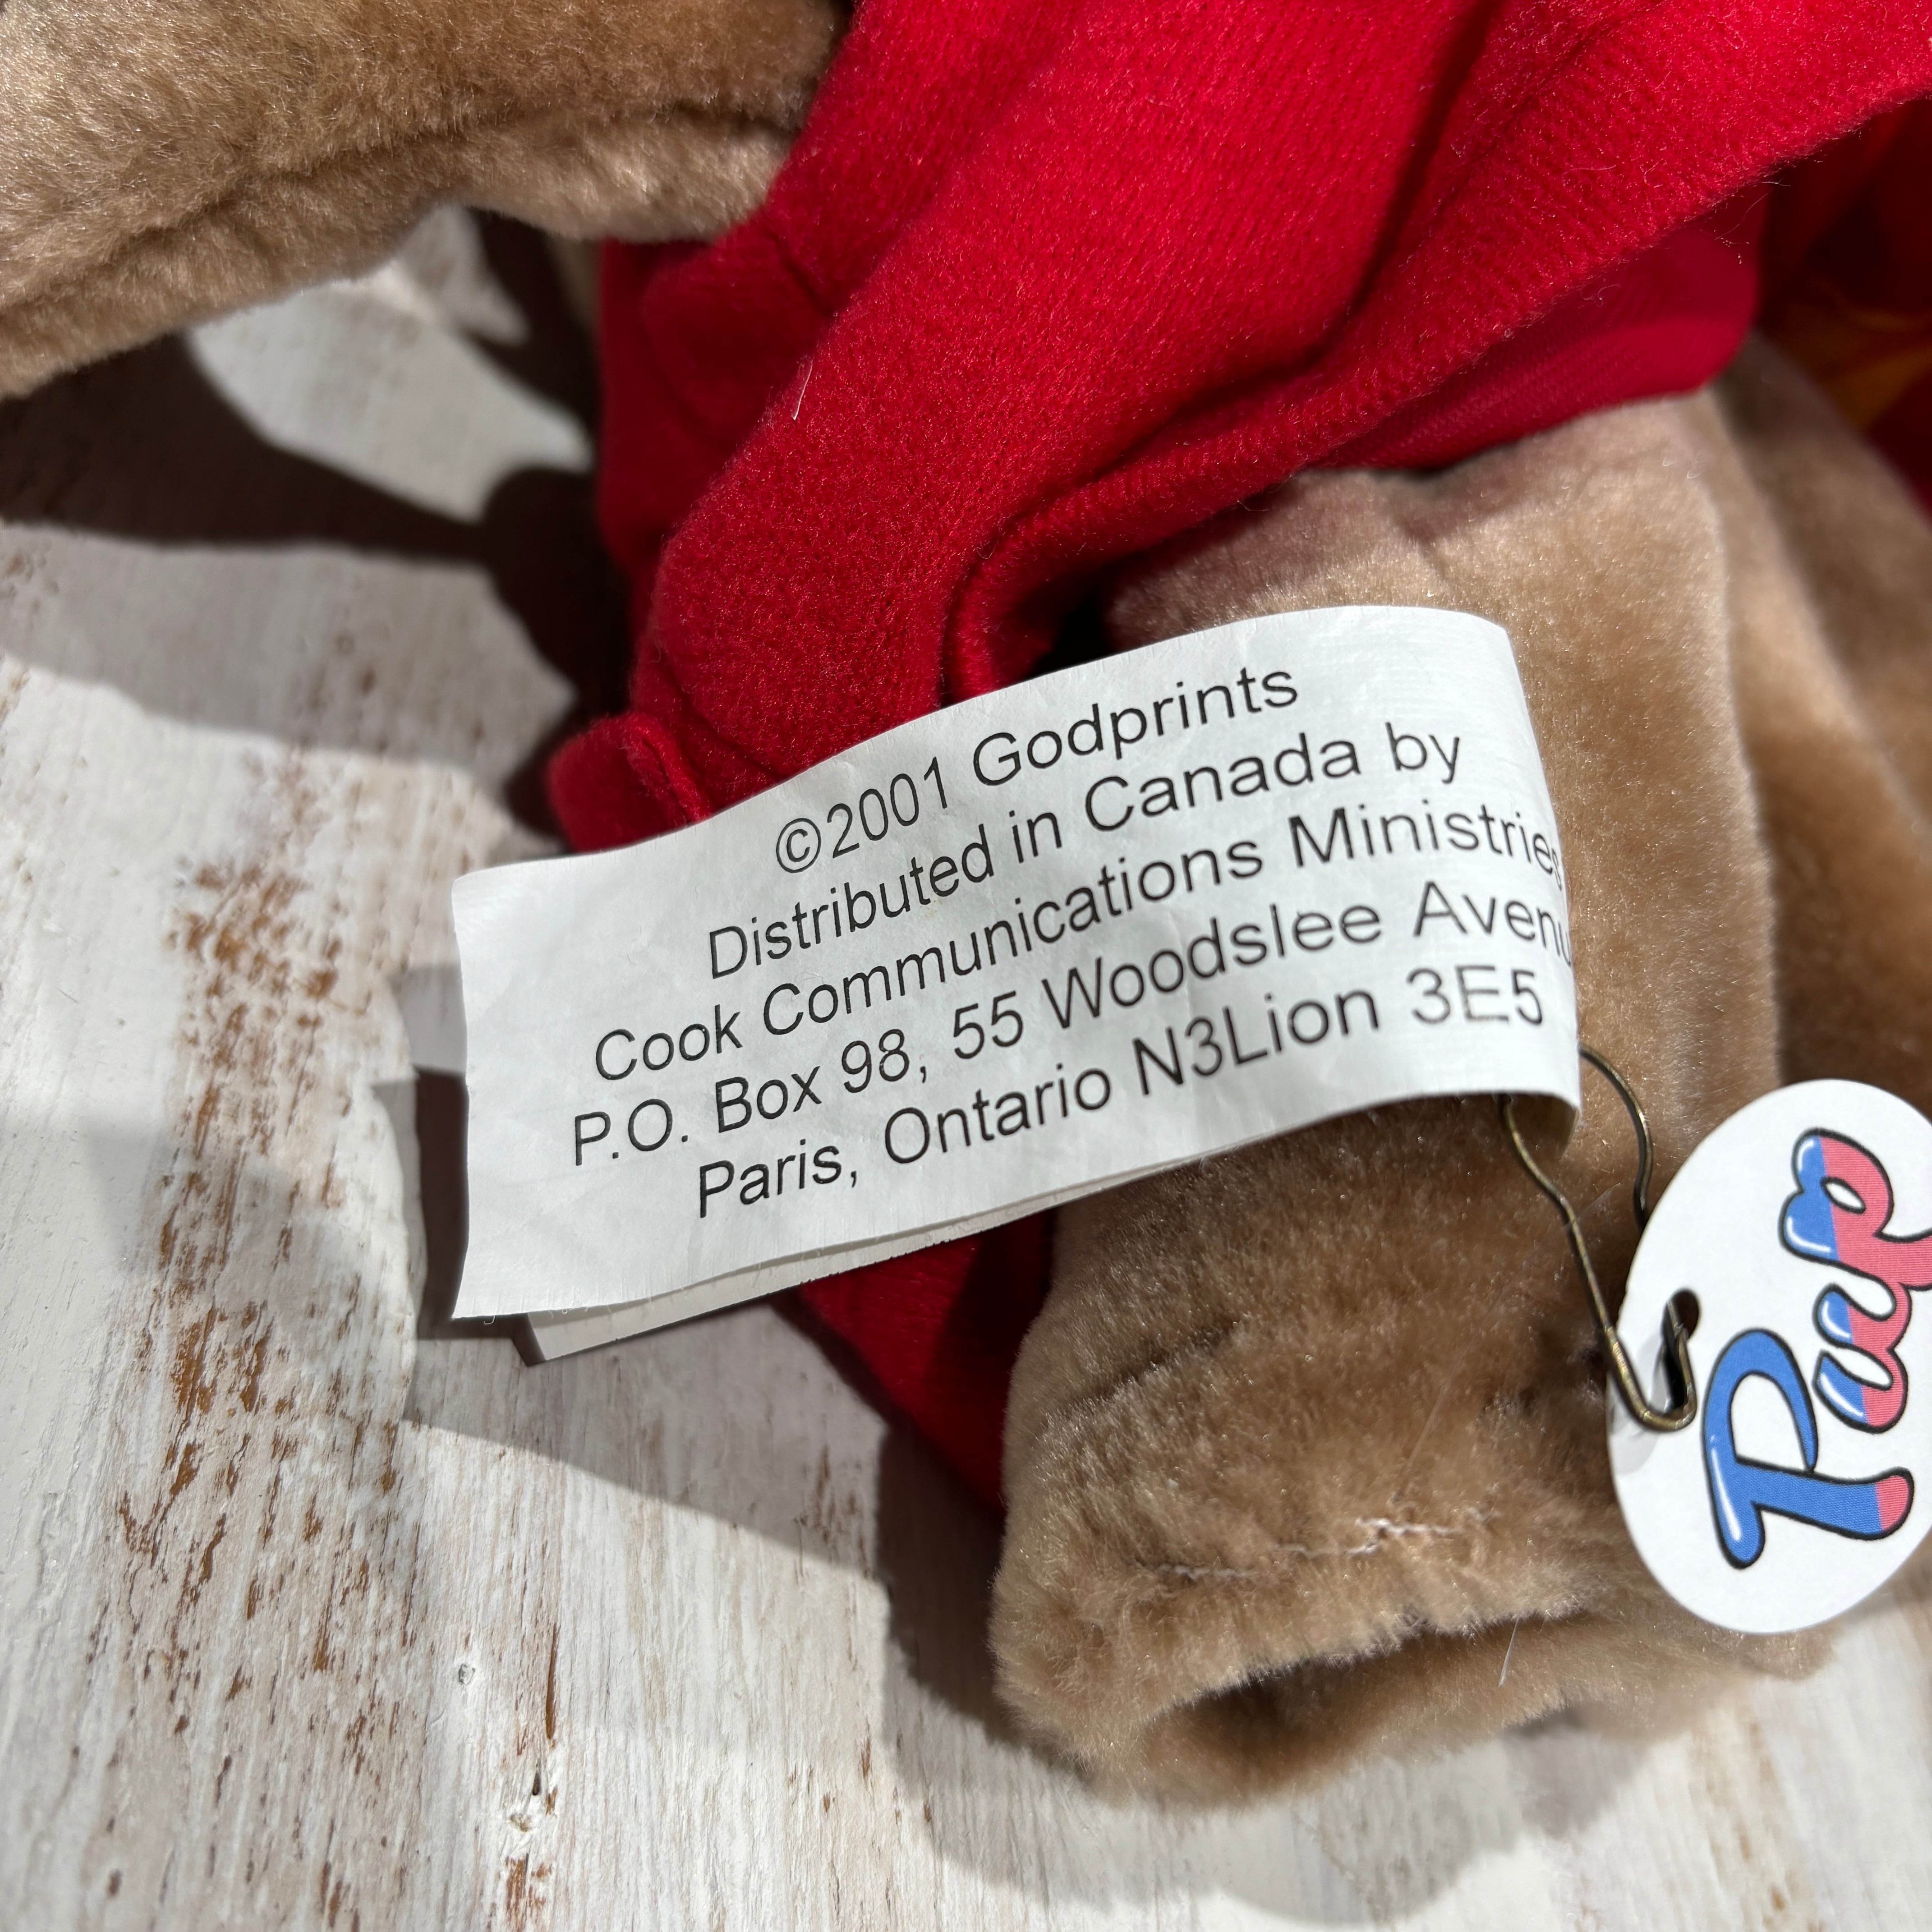 ©2001 Godprints
Distributed in Canada by
Cook Communications Ministries
P.O. Box 98, 55 Woodslee Avenu
Paris, Ontario N3Lion 3E5
Pup